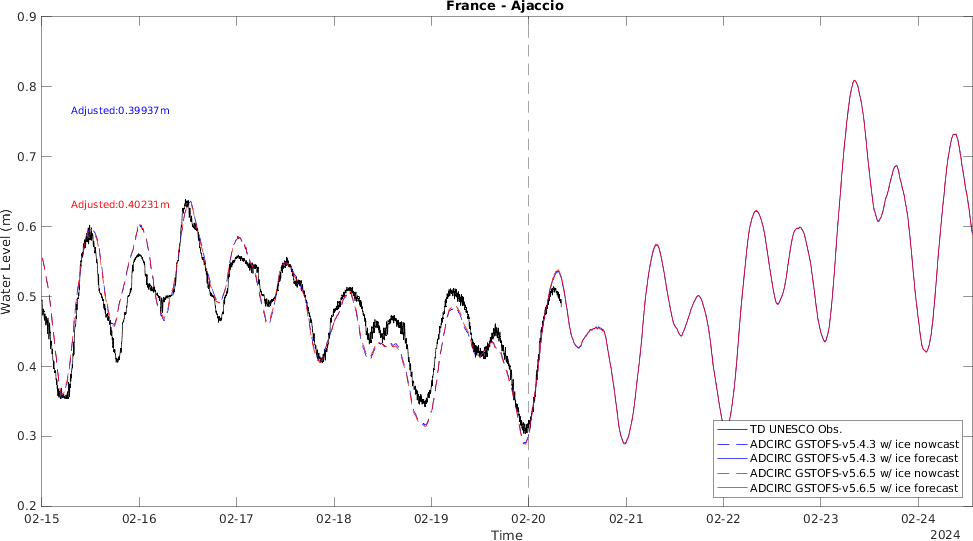 France - Ajaccio
0.9
0.8
0.7
0.6
0.5
0.4
0.3
0.2
Water Level (m)
Adjusted:0.39937m
Adjusted:0.40231m
TD UNESCO Obs.
ADCIRC GSTOFS-v5.4.3 w/ ice nowcast
ADCIRC GSTOFS-v5.4.3 w/ ice forecast
ADCIRC GSTOFS-v5.6.5 w/ ice nowcast
ADCIRC GSTOFS-v5.6.5 w/ ice forecast
02-15 02-16 02-17 02-18 02-19 02-20 02-21 02-22 02-23 02-24
Time
2024